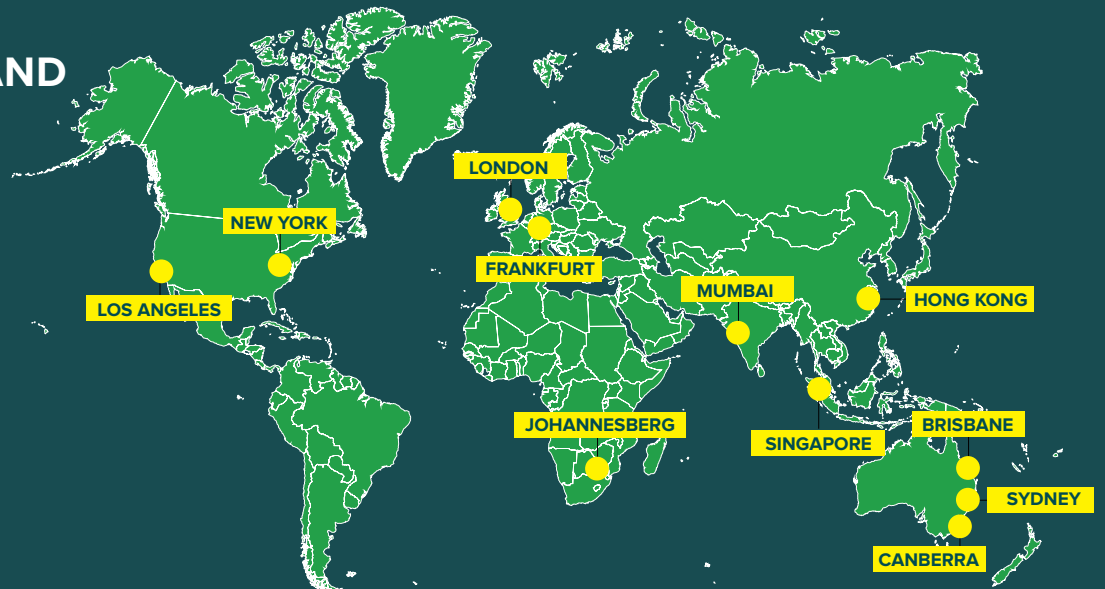 AND
LONDON
NEW YORK
FRANKFURT
MUMBAI
LOS ANGELES
HONG KONG
JOHANNESBERG
BRISBANE
SINGAPORE
SYDNEY
CANBERRA